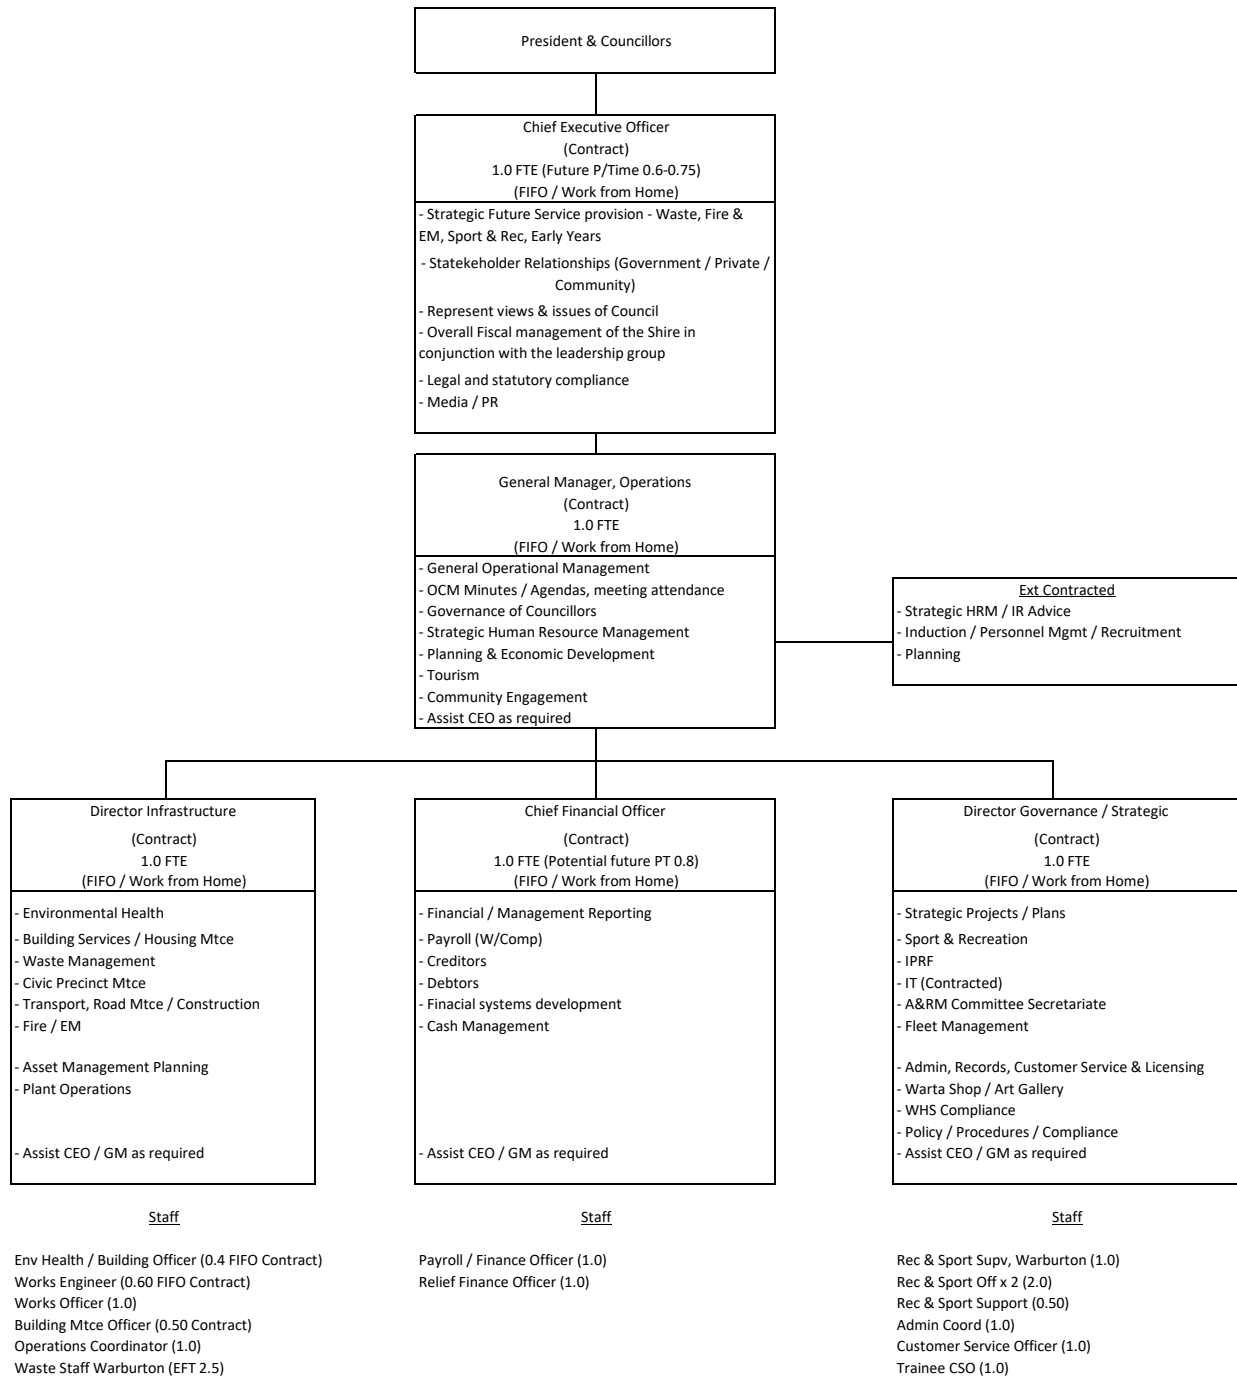 President & Councillors
Chief Executive Officer
(Contract)
1.0 FTE (Future P/Time 0.6-0.75)
(FIFO / Work from Home)
- Strategic Future Service provision - Waste, Fire &
EM, Sport & Rec, Early Years
- Statekeholder Relationships (Government / Private /
Community)
- Represent views & issues of Council
- Overall Fiscal management of the Shire in
conjunction with the leadership group
- Legal and statutory compliance
- Media / PR
General Manager, Operations
(Contract)
1.0 FTE
(FIFO / Work from Home)
- General Operational Management
- OCM Minutes / Agendas, meeting attendance
- Governance of Councillors
- Strategic Human Resource Management
- Planning & Economic Development
- Tourism
- Community Engagement
- Assist CEO as required
Ext Contracted
- Strategic HRM / IR Advice
- Induction / Personnel Mgmt / Recruitment
- Planning
Director Infrastructure
(Contract)
1.0 FTE
(FIFO / Work from Home)
- Environmental Health
- Building Services / Housing Mtce
- Waste Management
- Civic Precinct Mtce
- Transport, Road Mtce / Construction
- Fire / EM
- Asset Management Planning
- Plant Operations
- Assist CEO / GM as required
Staff
Env Health / Building Officer (0.4 FIFO Contract)
Works Engineer (0.60 FIFO Contract)
Works Officer (1.0)
Building Mtce Officer (0.50 Contract)
Operations Coordinator (1.0)
Waste Staff Warburton (EFT 2.5)
Chief Financial Officer
(Contract)
1.0 FTE (Potential future PT 0.8)
(FIFO / Work from Home)
- Financial / Management Reporting
- Payroll (W/Comp)
- Creditors
- Debtors
- Finacial systems development
- Cash Management
- Assist CEO / GM as required
Staff
Payroll / Finance Officer (1.0)
Relief Finance Officer (1.0)
Director Governance / Strategic
(Contract)
1.0 FTE
(FIFO / Work from Home)
- Strategic Projects / Plans
- Sport & Recreation
- IPRF
- IT (Contracted)
- A&RM Committee Secretariate
- Fleet Management
- Admin, Records, Customer Service & Licensing
- Warta Shop / Art Gallery
- WHS Compliance
- Policy / Procedures / Compliance
- Assist CEO / GM as required
Staff
Rec & Sport Supv, Warburton (1.0)
Rec & Sport Off x 2 (2.0)
Rec & Sport Support (0.50)
Admin Coord (1.0)
Customer Service Officer (1.0)
Trainee CSO (1.0)